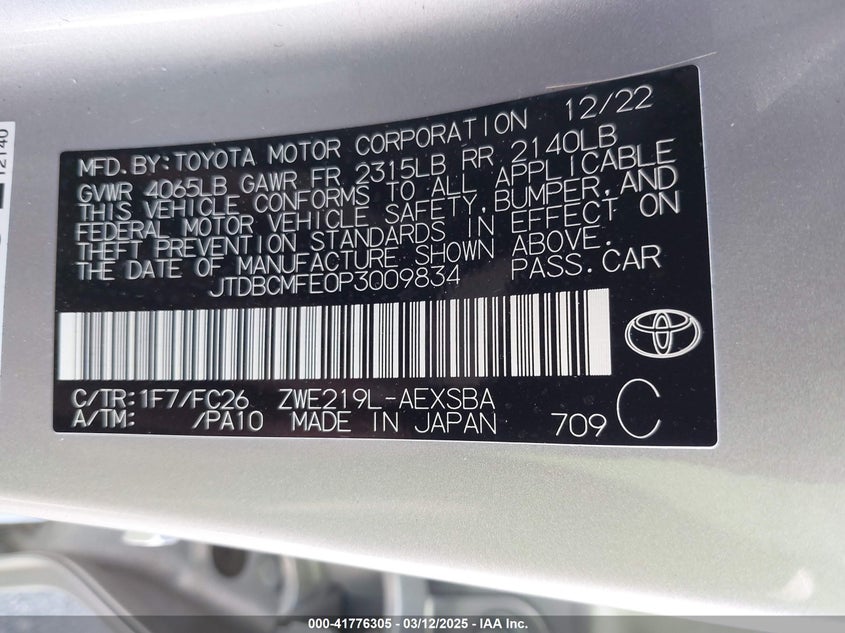 12140
MFD.BY:TOYOTA MOTOR CORPORATION 12/22
GVWR 4065LB GAWR FR 2315LB RR 2140LB
THIS VEHICLE CONFORMS TO ALL APPLICABLE
FEDERAL MOTOR VEHICLE SAFETY,BUMPER,AND
THEFT PREVENTION STANDARDS IN EFFECT ON
THE DATE OF MANUFACTURE SHOWN ABOVE.
JTDBCMFE0P3009834 PASS.CAR
C/TR:1F7/FC26 ZWE219L-AEXSBA
A/TM: /PA10 MADE IN JAPAN 709 C
000-41776305 - 03/12/2025 - IAA Inc.